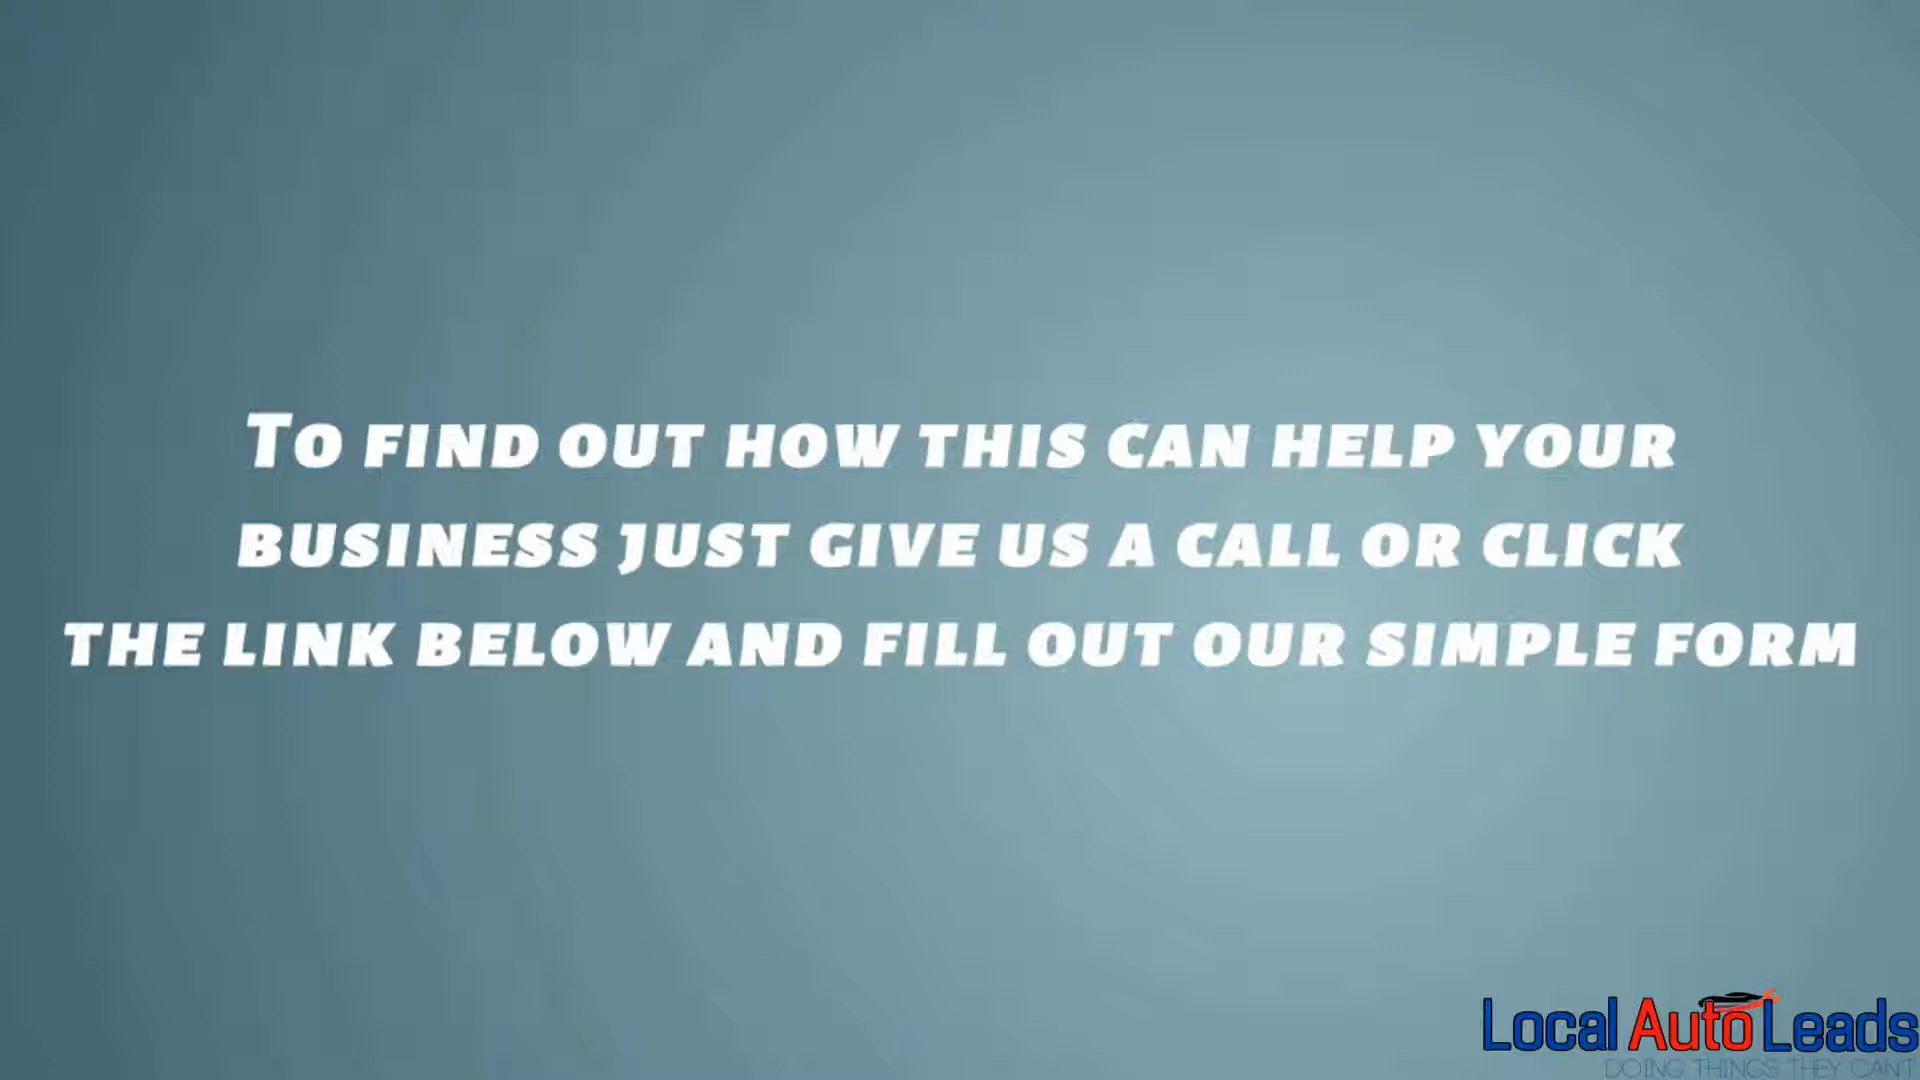 To find out how this can help your
business just give us a call or click
the link below and fill out our simple form
Local Auto Leads
DOING THINGS THEY CAN'T